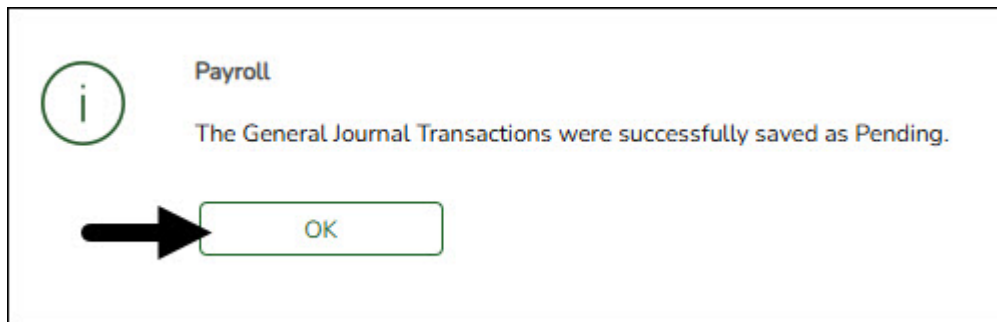 Payroll
The General Journal Transactions were successfully saved as Pending.
OK